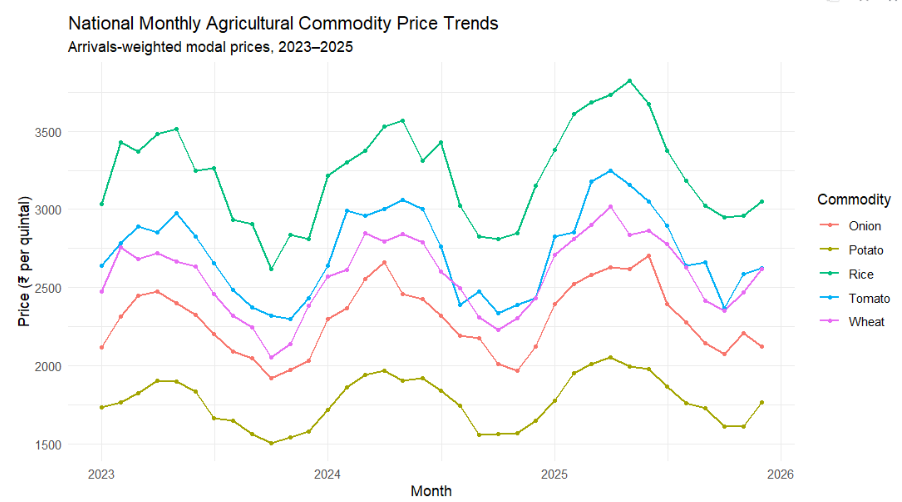 National Monthly Agricultural Commodity Price Trends
Arrivals-weighted modal prices, 2023–2025
Price (₹ per quintal)
3500
3000
2500
2000
1500
2023
2024
2025
2026
Month
Commodity
Onion
Potato
Rice
Tomato
Wheat